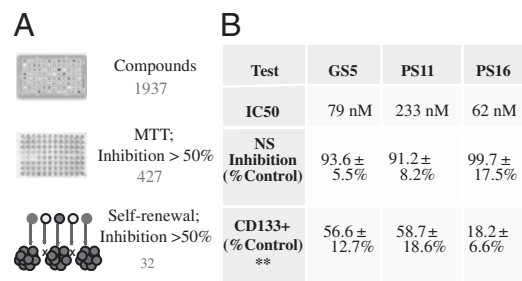 A
Compounds
1937
MTT;
Inhibition > 50%
427
Self-renewal;
Inhibition >50%
x x
32
B
Test GS5 PS11 PS16
IC50 79 nM 233 nM 62 nM
NS
Inhibition
(%Control)
93.6 ±
5.5%
91.2 ±
8.2%
99.7 ±
17.5%
CD133+
(%Control)
**
56.6 ±
12.7%
58.7 ±
18.6%
18.2 ±
6.6%